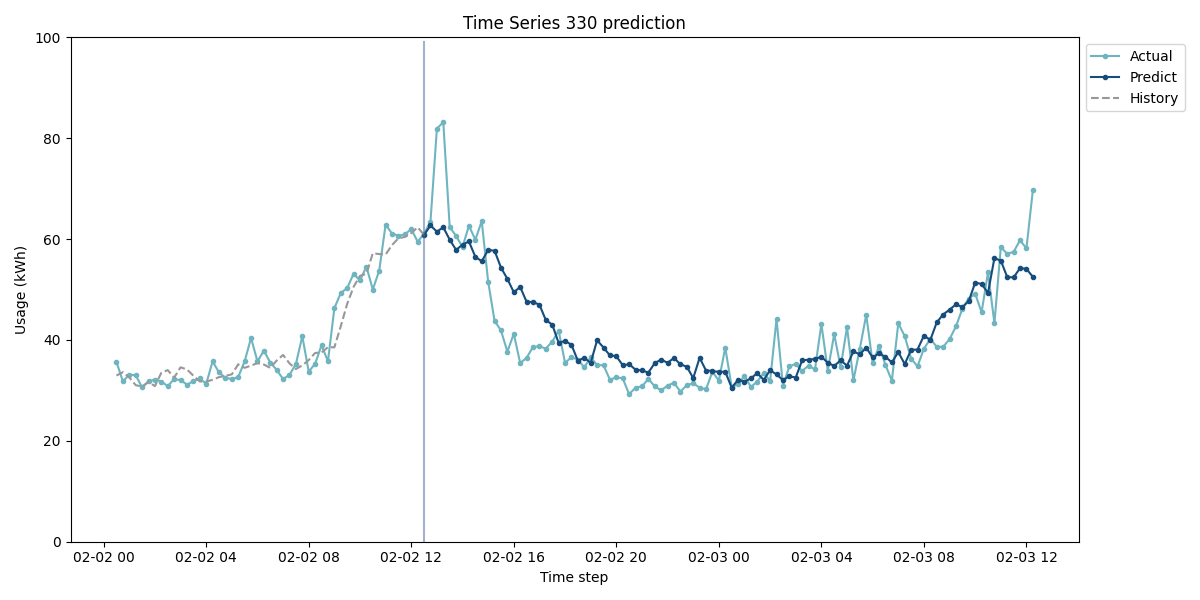 Time Series 330 prediction
Actual
Predict
History
Usage (kWh)
100
80
60
40
20
0
02-02 00
02-02 04
02-02 08
02-02 12
02-02 16
02-02 20
02-03 00
02-03 04
02-03 08
02-03 12
Time step